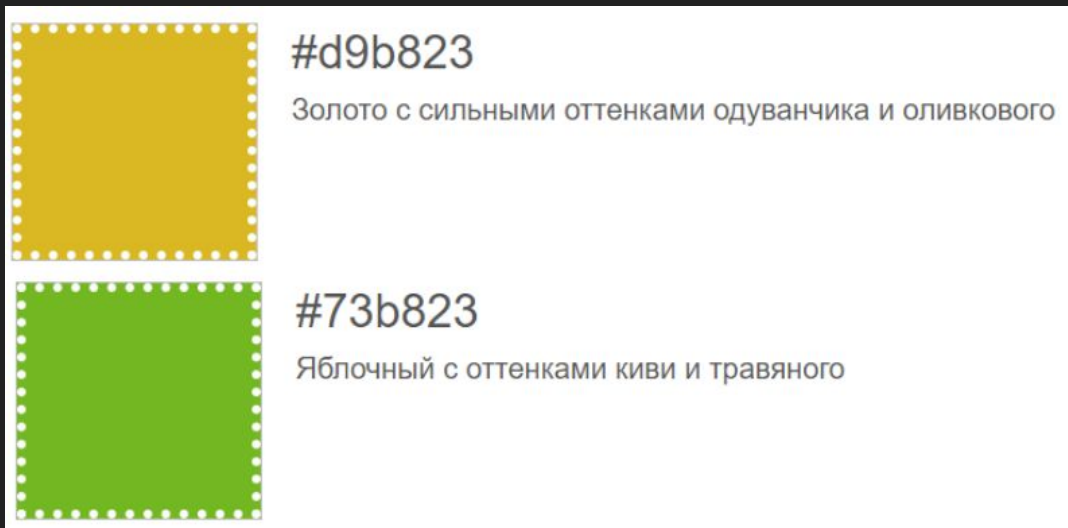 #d9b823
Золото с сильными оттенками одуванчика и оливкового
#73b823
Яблочный с оттенками киви и травяного